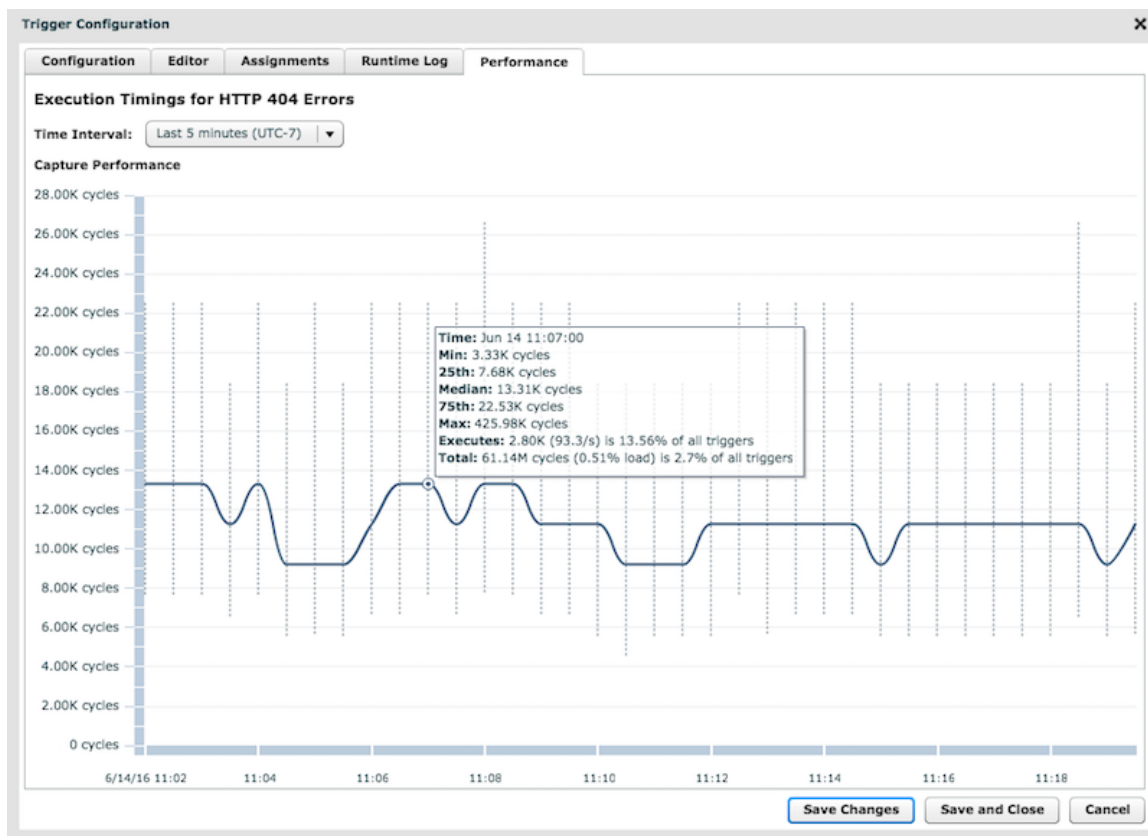 Trigger Configuration
Configuration Editor Assignments Runtime Log Performance
Execution Timings for HTTP 404 Errors
Time Interval: Last 5 minutes (UTC-7)
Capture Performance
28.00K cycles
26.00K cycles
24.00K cycles
22.00K cycles
20.00K cycles
18.00K cycles
16.00K cycles
14.00K cycles
12.00K cycles
10.00K cycles
8.00K cycles
6.00K cycles
4.00K cycles
2.00K cycles
0 cycles
Time: Jun 14 11:07:00
Min: 3.33K cycles
25th: 7.68K cycles
Median: 13.31K cycles
75th: 22.53K cycles
Max: 425.98K cycles
Executes: 2.80K (93.3/s) is 13.56% of all triggers
Total: 61.14M cycles (0.51% load) is 2.7% of all triggers
6/14/16 11:02 11:04 11:06 11:08 11:10 11:12 11:14 11:16 11:18
Save Changes Save and Close Cancel